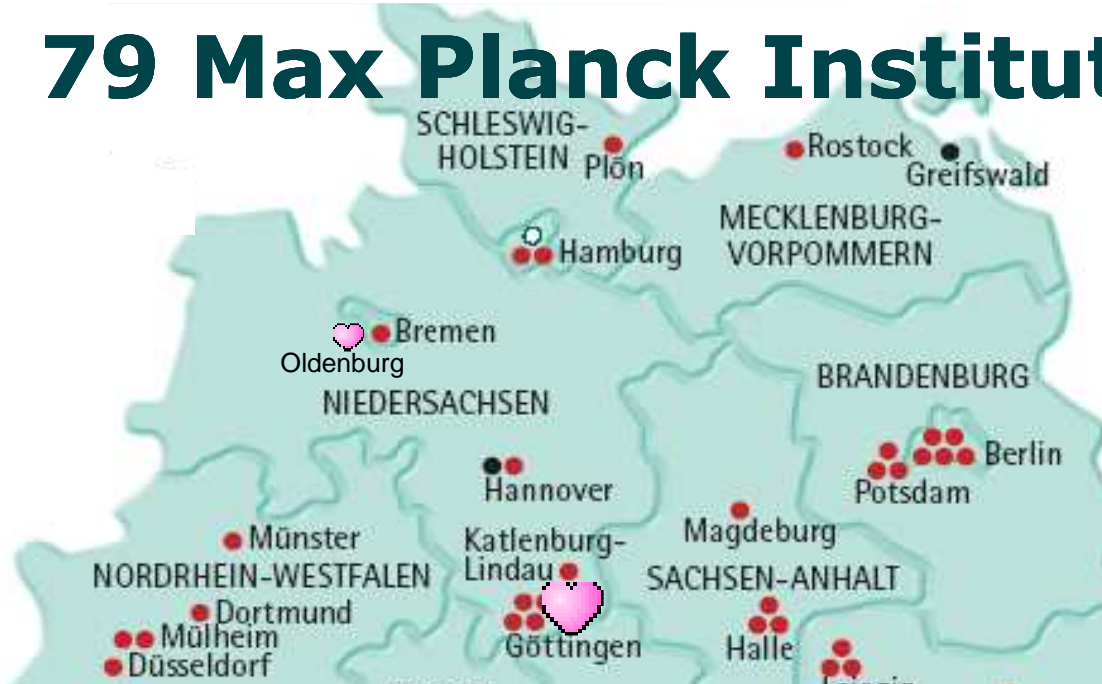 79 Max Planck Institut
SCHLESWIG-
HOLSTEIN
Plön
Rostock
Greifswald
MECKLENBURG-
VORPOMMERN
Hamburg
Bremen
Oldenburg
NIEDERSACHSEN
BRANDENBURG
Berlin
Potsdam
Hannover
Magdeburg
Münster
Katlenburg-
Lindau
NORDRHEIN-WESTFALEN
SACHSEN-ANHALT
Dortmund
Mülheim
Göttingen
Halle
Düsseldorf